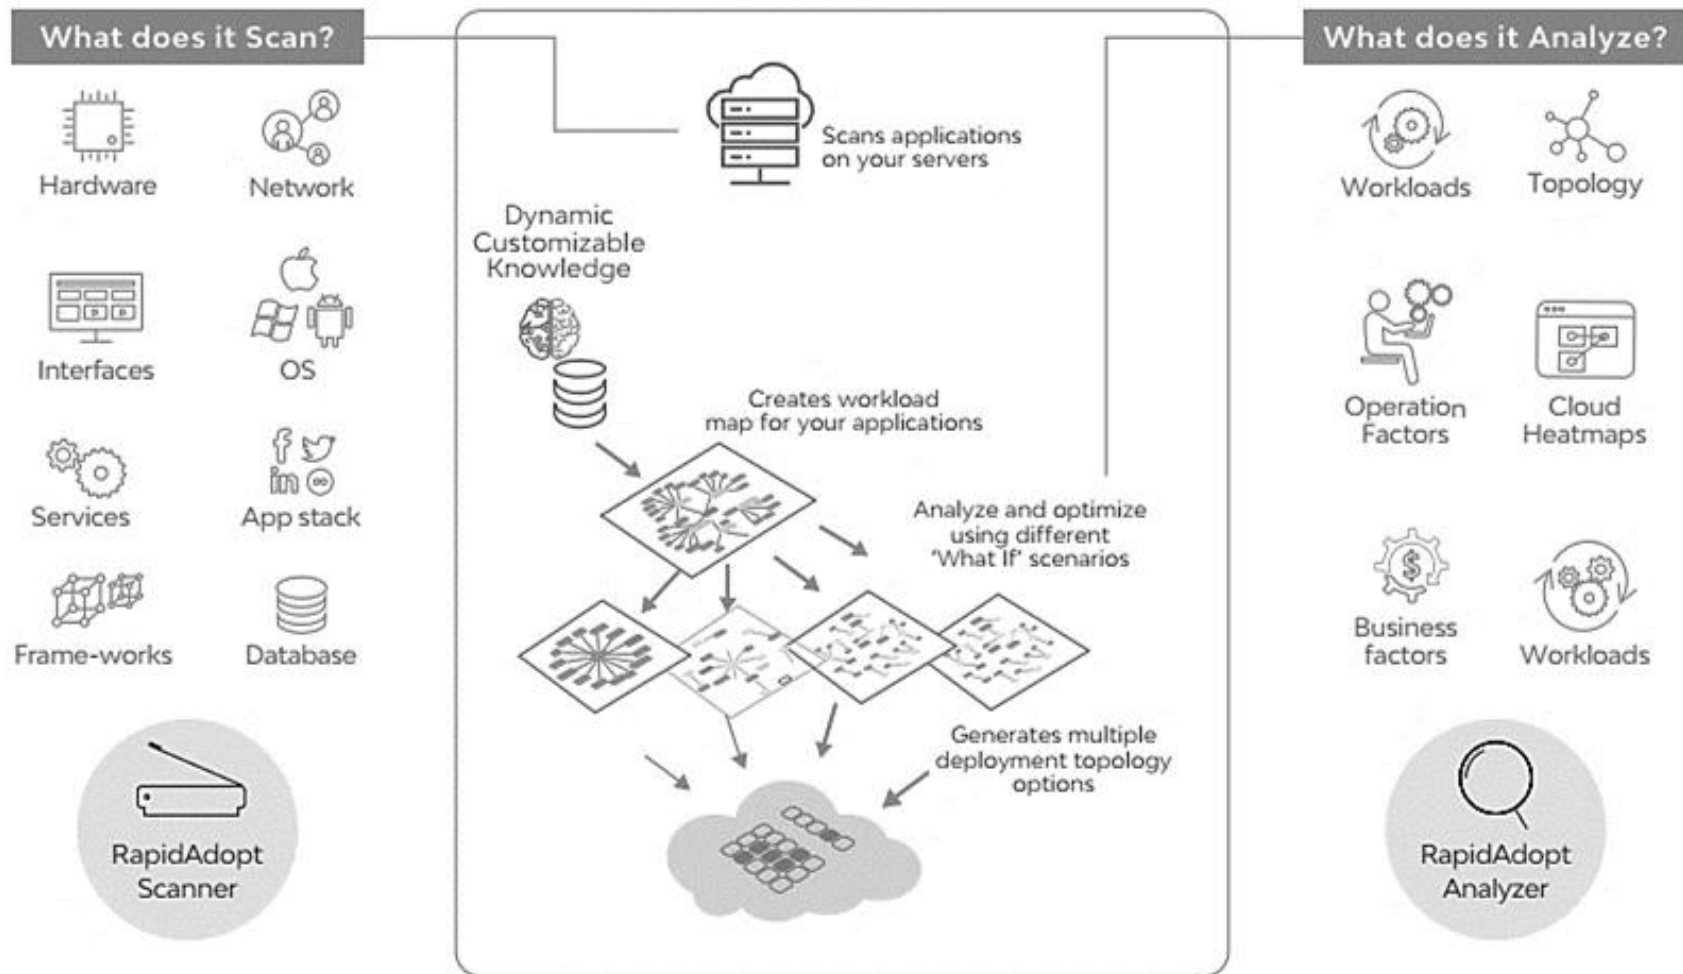 What does it Scan?
Hardware
Network
Interfaces
OS
Services
App stack
Frame-works
Database
RapidAdopt
Scanner
Scans applications
on your servers
Dynamic
Customizable
Knowledge
Creates workload
map for your applications
Analyze and optimize
using different
'What If' scenarios
Generates multiple
deployment topology
options
What does it Analyze?
Workloads
Topology
Operation
Factors
Cloud
Heatmaps
Business
factors
Workloads
RapidAdopt
Analyzer